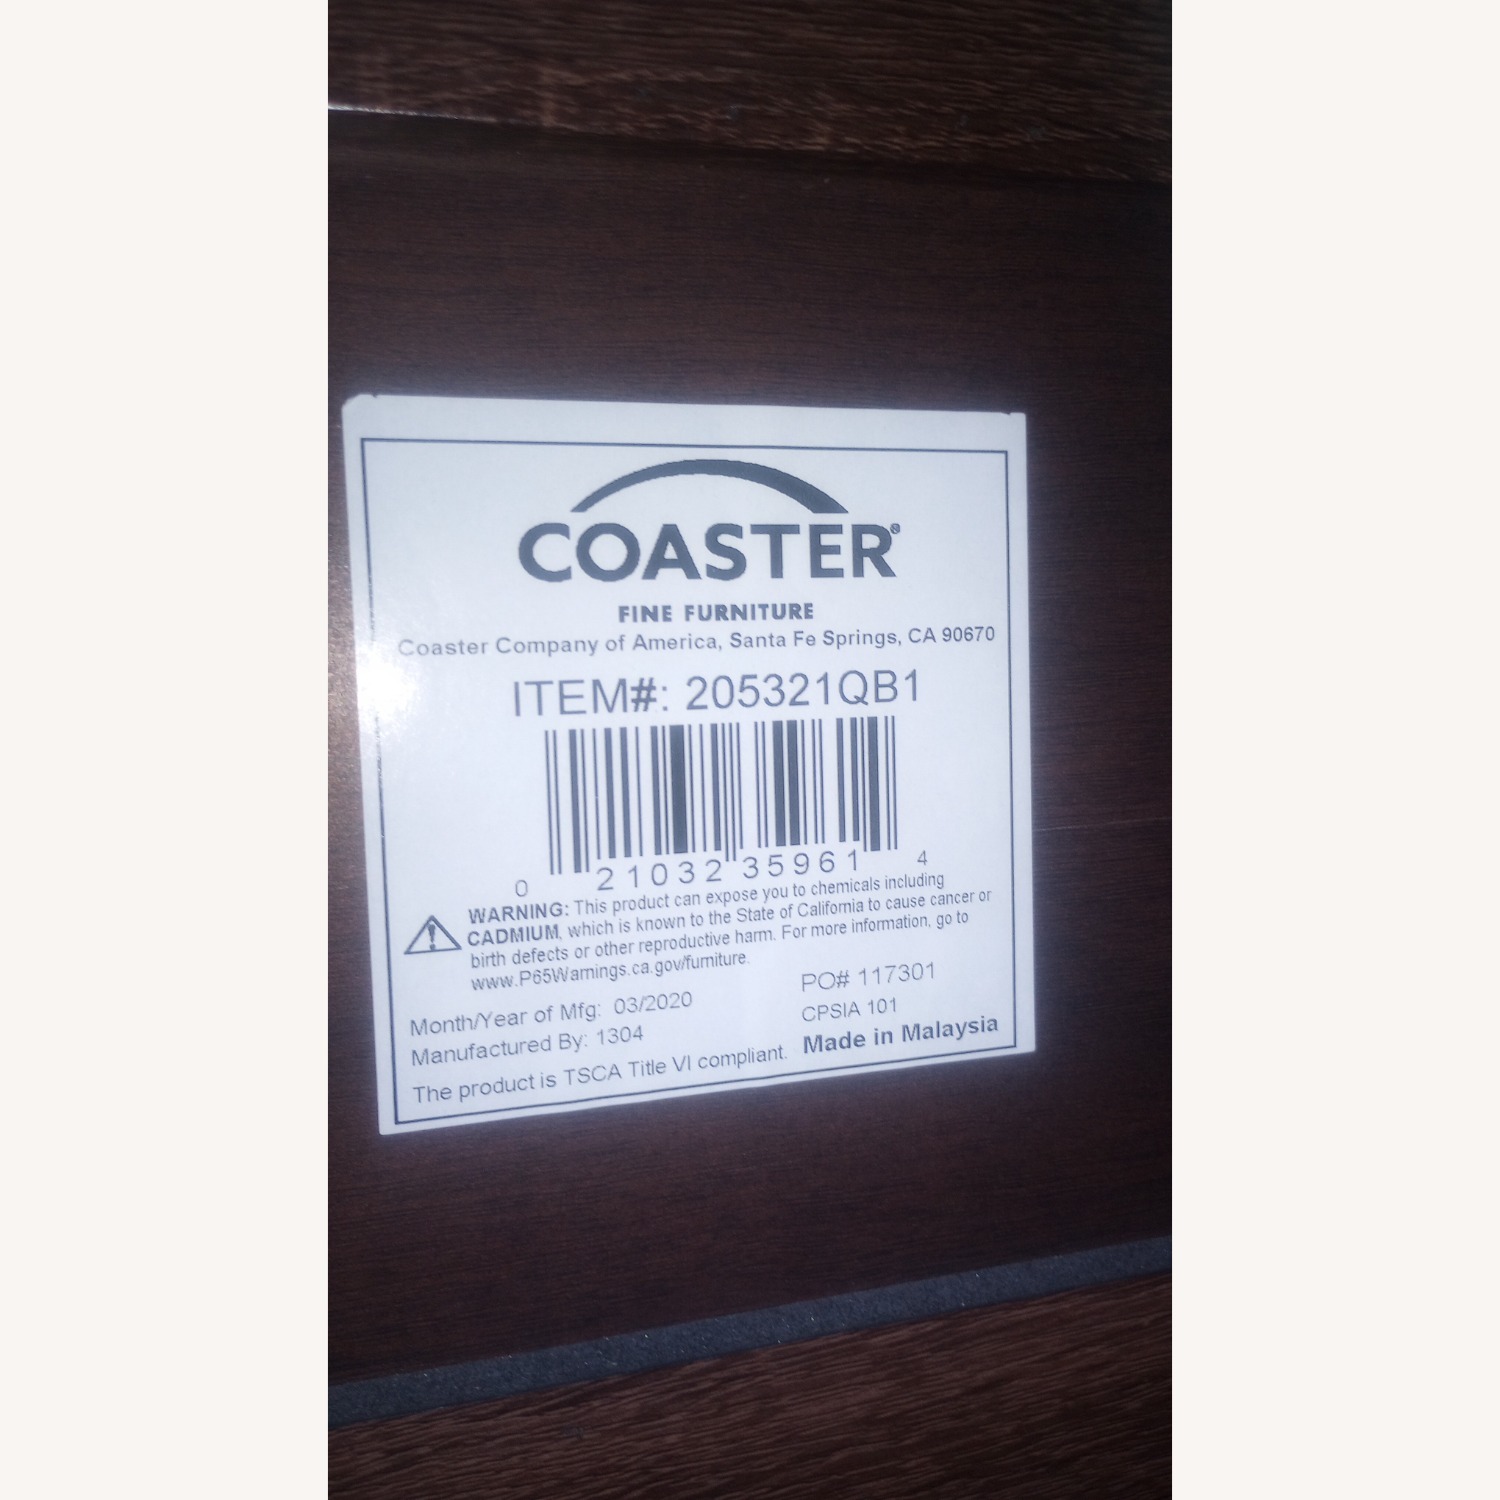 COASTER®
FINE FURNITURE
Coaster Company of America, Santa Fe Springs, CA 90670
ITEM#: 205321QB1
0 21032 35961 4
WARNING: This product can expose you to chemicals including
CADMIUM, which is known to the State of California to cause cancer or
birth defects or other reproductive harm. For more information, go to
www.P65Warnings.ca.gov/furniture.
Month/Year of Mfg: 03/2020
PO# 117301
Manufactured By: 1304
CPSIA 101
The product is TSCA Title VI compliant.
Made in Malaysia